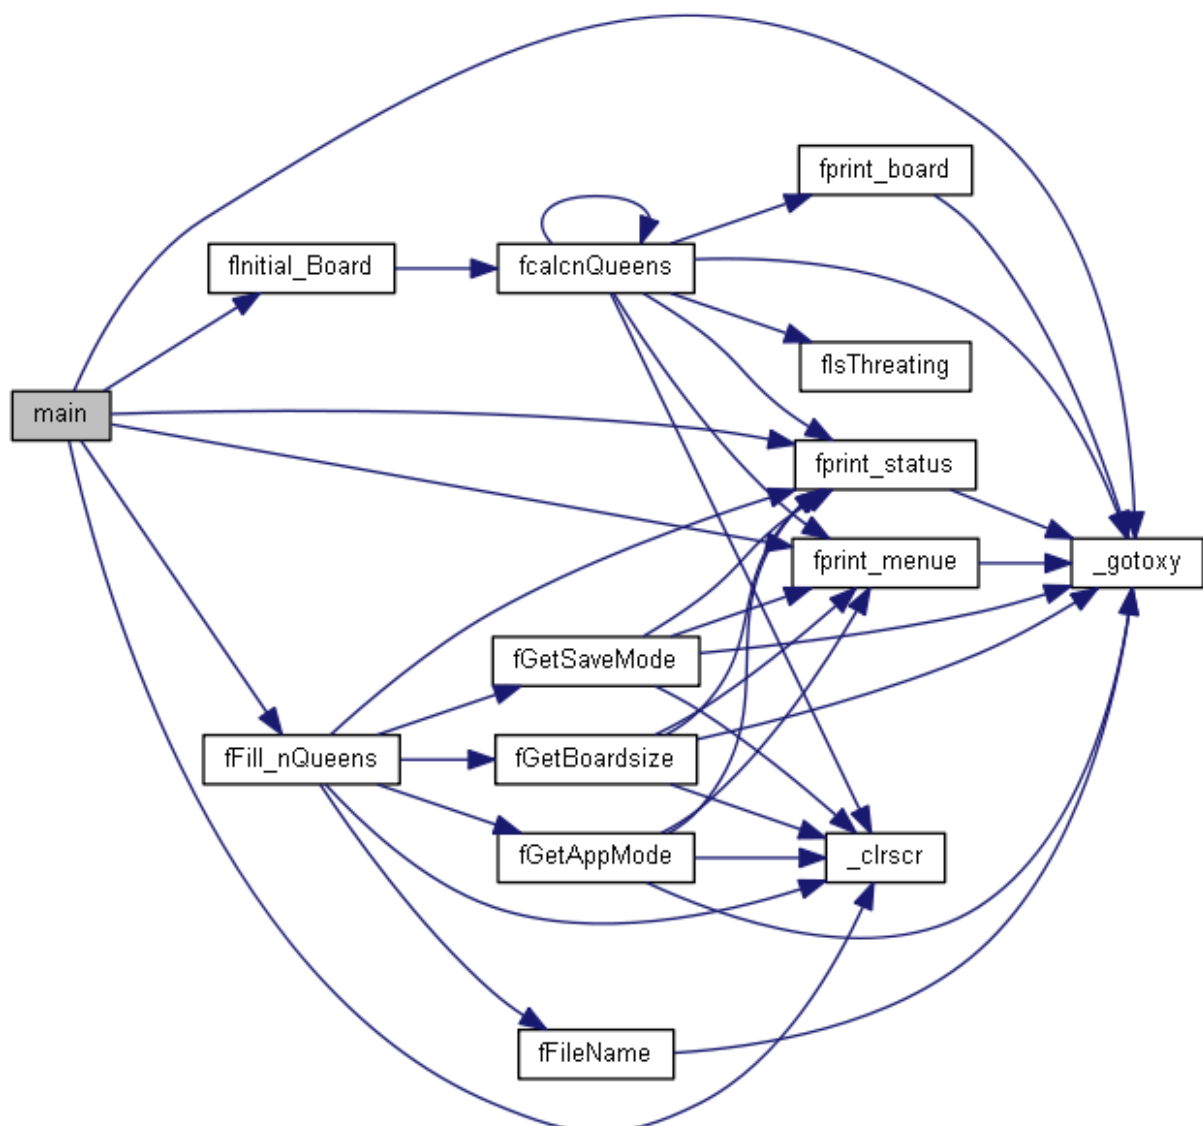 fprint_board
fInitial_Board
fcalcnQueens
fIsThreating
main
fprint_status
fprint_menue
_gotoxy
fGetSaveMode
fFill_nQueens
fGetBoardsize
fGetAppMode
_clrscr
fFileName